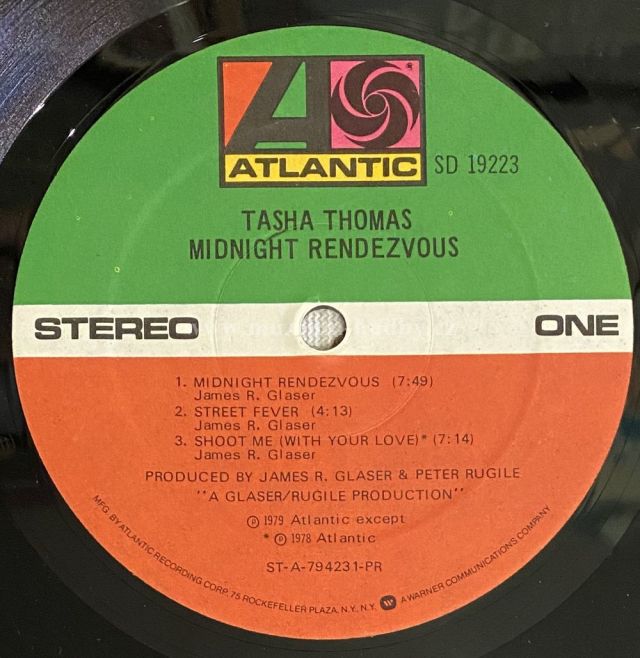 ATLANTIC
SD 19223
TASHA THOMAS
MIDNIGHT RENDEZVOUS
STEREO
ONE
1. MIDNIGHT RENDEZVOUS (7:49)
James R. Glaser
2. STREET FEVER (4:13)
James R. Glaser
3. SHOOT ME (WITH YOUR LOVE)* (7:14)
James R. Glaser
PRODUCED BY JAMES R. GLASER & PETER RUGILE
"A GLASER/RUGILE PRODUCTION"
℗ 1979 Atlantic except
* ℗ 1978 Atlantic
ST-A-794231-PR
MFG. BY ATLANTIC RECORDING CORP. 75 ROCKEFELLER PLAZA, N.Y. N.Y. A WARNER COMMUNICATIONS COMPANY